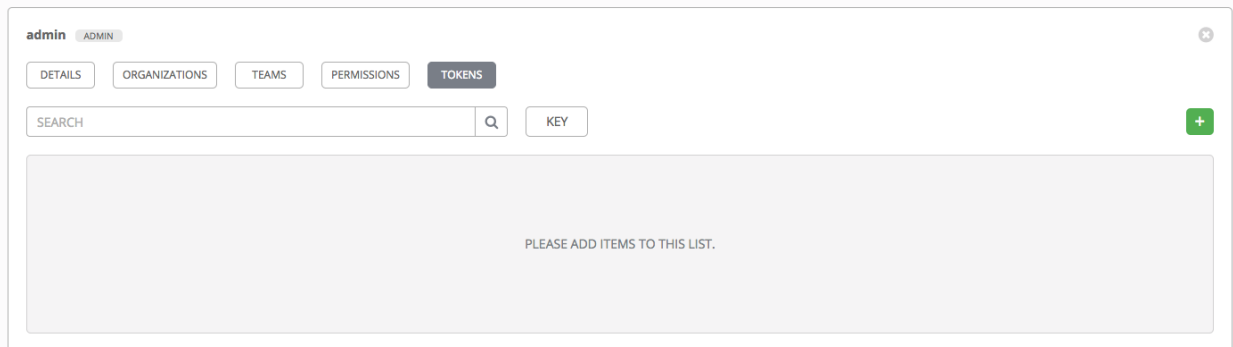 admin ADMIN
DETAILS ORGANIZATIONS TEAMS PERMISSIONS TOKENS
SEARCH KEY +
PLEASE ADD ITEMS TO THIS LIST.